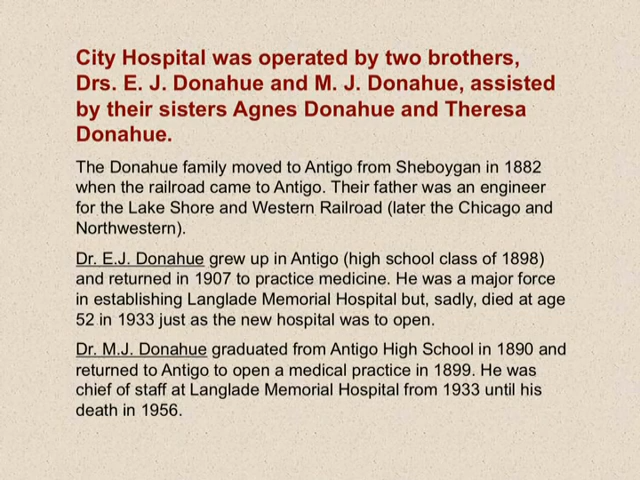 City Hospital was operated by two brothers,
Drs. E. J. Donahue and M. J. Donahue, assisted
by their sisters Agnes Donahue and Theresa
Donahue.
The Donahue family moved to Antigo from Sheboygan in 1882
when the railroad came to Antigo. Their father was an engineer
for the Lake Shore and Western Railroad (later the Chicago and
Northwestern).
Dr. E.J. Donahue grew up in Antigo (high school class of 1898)
and returned in 1907 to practice medicine. He was a major force
in establishing Langlade Memorial Hospital but, sadly, died at age
52 in 1933 just as the new hospital was to open.
Dr. M.J. Donahue graduated from Antigo High School in 1890 and
returned to Antigo to open a medical practice in 1899. He was
chief of staff at Langlade Memorial Hospital from 1933 until his
death in 1956.